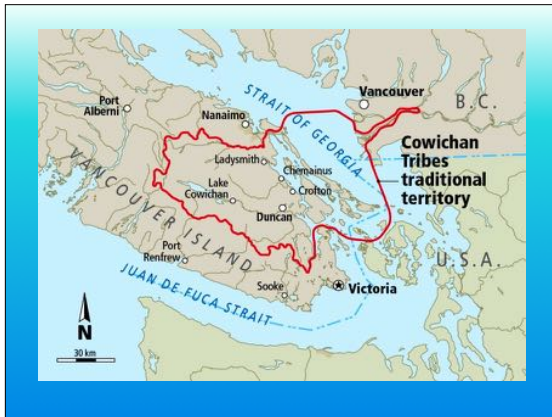 Vancouver
B.C.
Port
Alberni
Nanaimo
STRAIT OF GEORGIA
Cowichan
Tribes
traditional
territory
Ladysmith
Chemainus
Lake
Cowichan
Crofton
Duncan
VANCOUVER ISLAND
Port
Renfrew
U.S.A.
Sooke
Victoria
JUAN DE FUCA STRAIT
N
30 km